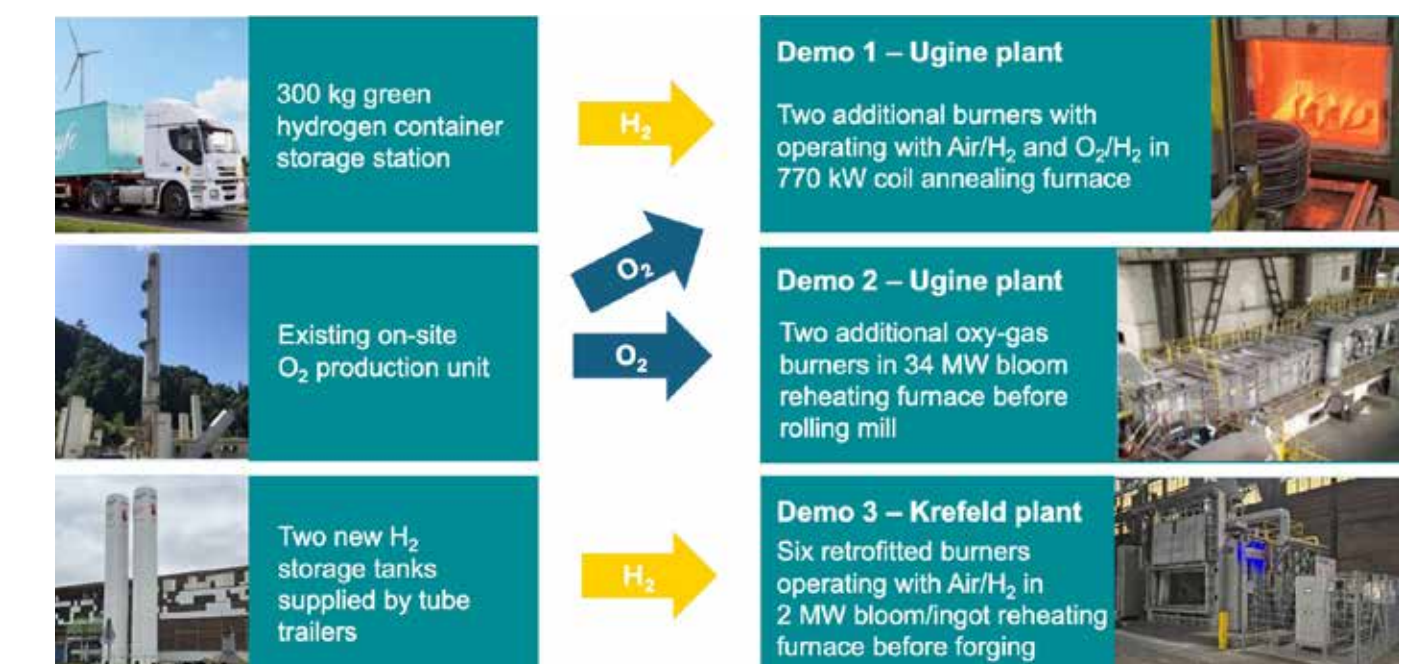 300 kg green
hydrogen container
storage station
H₂
Demo 1 – Ugine plant
Two additional burners with
operating with Air/H₂ and O₂/H₂ in
770 kW coil annealing furnace
Existing on-site
O₂ production unit
O₂
O₂
Demo 2 – Ugine plant
Two additional oxy-gas
burners in 34 MW bloom
reheating furnace before
rolling mill
Two new H₂
storage tanks
supplied by tube
trailers
H₂
Demo 3 – Krefeld plant
Six retrofitted burners
operating with Air/H₂ in
2 MW bloom/ingot reheating
furnace before forging